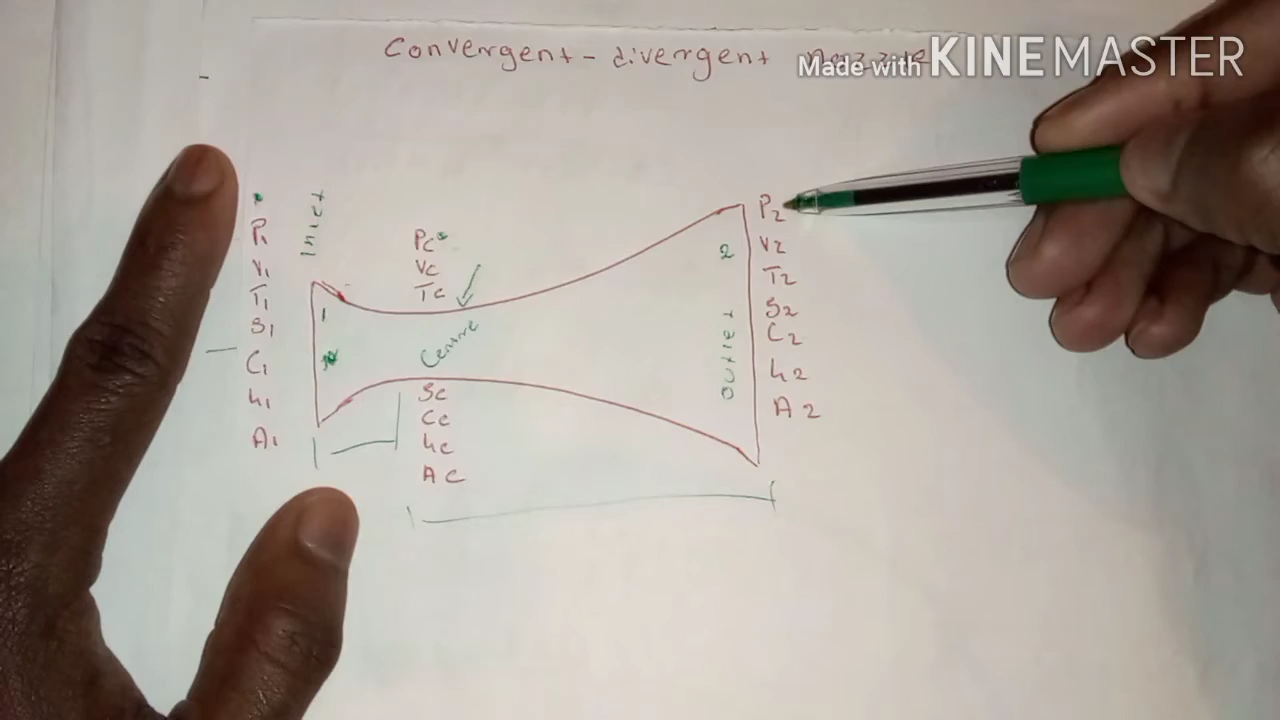 Convergent - divergent nozzle
Made with KINEMASTER
Inlet
P1
V1
T1
S1
C1
h1
A1
1
Pc*
Vc
Tc
Centre
Sc
Cc
hc
Ac
2
outlet
P2
V2
T2
S2
C2
h2
A2